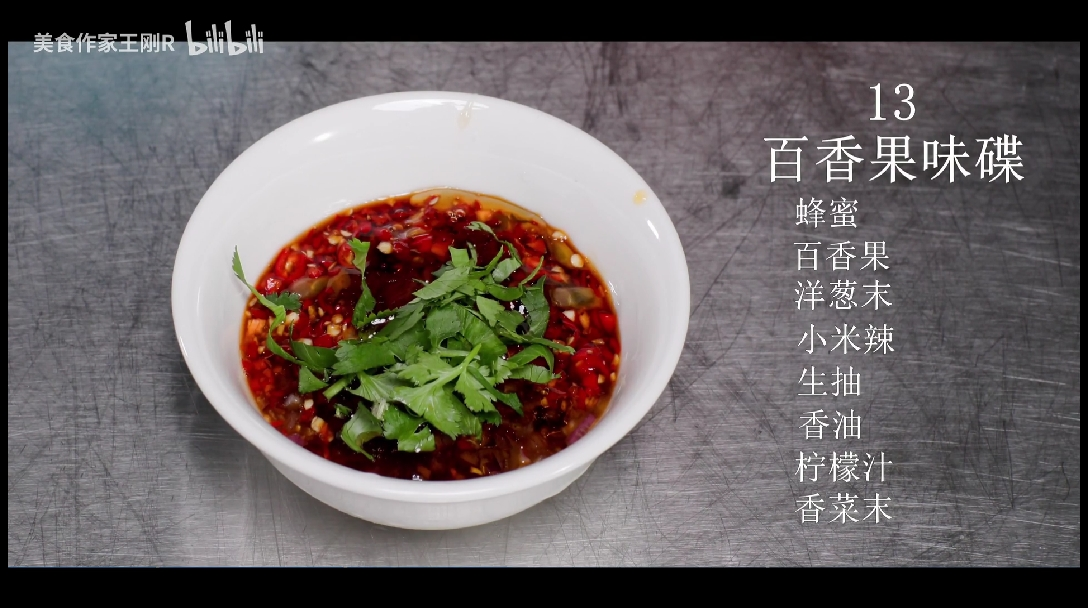 美食作家王刚R bilibili
13
百香果味碟
蜂蜜
百香果
洋葱末
小米辣
生抽
香油
柠檬汁
香菜末